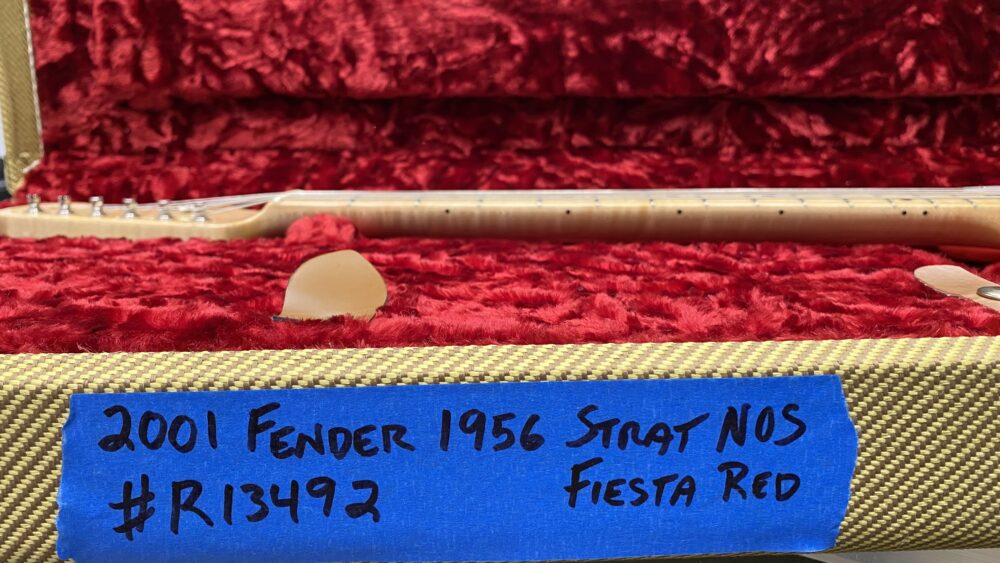 2001 FENDER 1956 STRAT NOS
#R13492 FIESTA RED